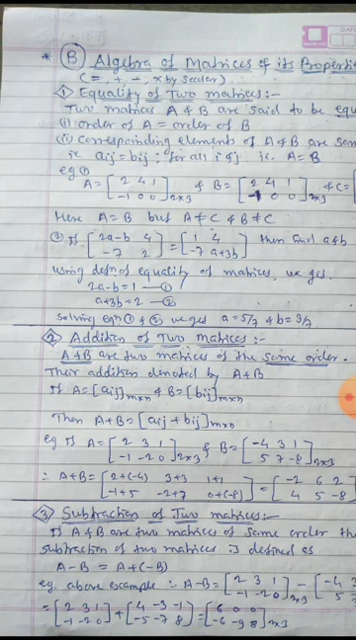 * (B) Algebra of Matrices & its Properti
( =, +, -, × by scalar)
① Equality of Two matrices:-
Two matrices A & B are said to be equ
(i) order of A = order of B
(ii) corresponding elements of A & B are sam
ie aij = bij ; for all i & j ie. A = B
eg ①
A = [2 4 1 / -1 0 0]2×3 & B = [2 4 1 / -1 0 0]2×3 & C = [
Here A = B but A ≠ C & B ≠ C
② If [2a-b 4 / -7 2] = [1 4 / -7 a+3b] then find a & b
using defn of equality of matrices, we get
2a-b = 1 — ①
a+3b = 2 — ②
solving eqn ① & ② we get a = 5/7 & b = 3/7
② Addition of Two Matrices :-
A & B are two matrices of the same order.
Their addition denoted by A+B
If A = [aij]m×n & B = [bij]m×n
Then A+B = [aij + bij]m×n
eg If A = [2 3 1 / -1 -2 0]2×3 & B = [-4 3 1 / 5 7 -8]2×3
∴ A+B = [2+(-4) 3+3 1+1 / -1+5 -2+7 0+(-8)] = [-2 6 2 / 4 5 -8]
③ Subtraction of Two matrices:-
If A & B are two matrices of same order the
subtraction of two matrices is defined as
A - B = A + (-B)
eg. above example ∴ A-B = [2 3 1 / -1 -2 0]2×3 - [-4 3 / 5
= [2 3 1 / -1 -2 0] + [4 -3 -1 / -5 -7 8] = [6 0 0 / -6 -9 8]2×3